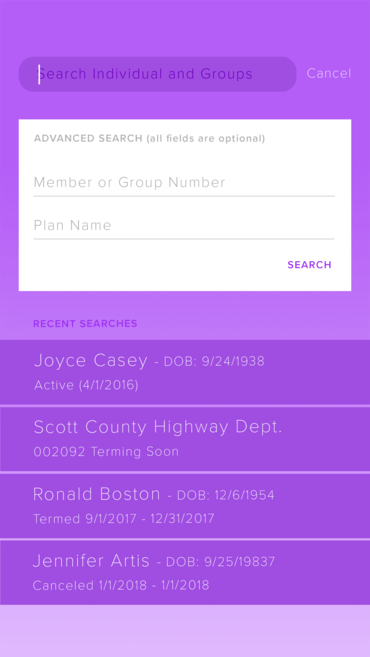 Search Individual and Groups
Cancel
ADVANCED SEARCH (all fields are optional)
Member or Group Number
Plan Name
SEARCH
RECENT SEARCHES
Joyce Casey - DOB: 9/24/1938
Active (4/1/2016)
Scott County Highway Dept.
002092 Terming Soon
Ronald Boston - DOB: 12/6/1954
Termed 9/1/2017 - 12/31/2017
Jennifer Artis - DOB: 9/25/19837
Canceled 1/1/2018 - 1/1/2018